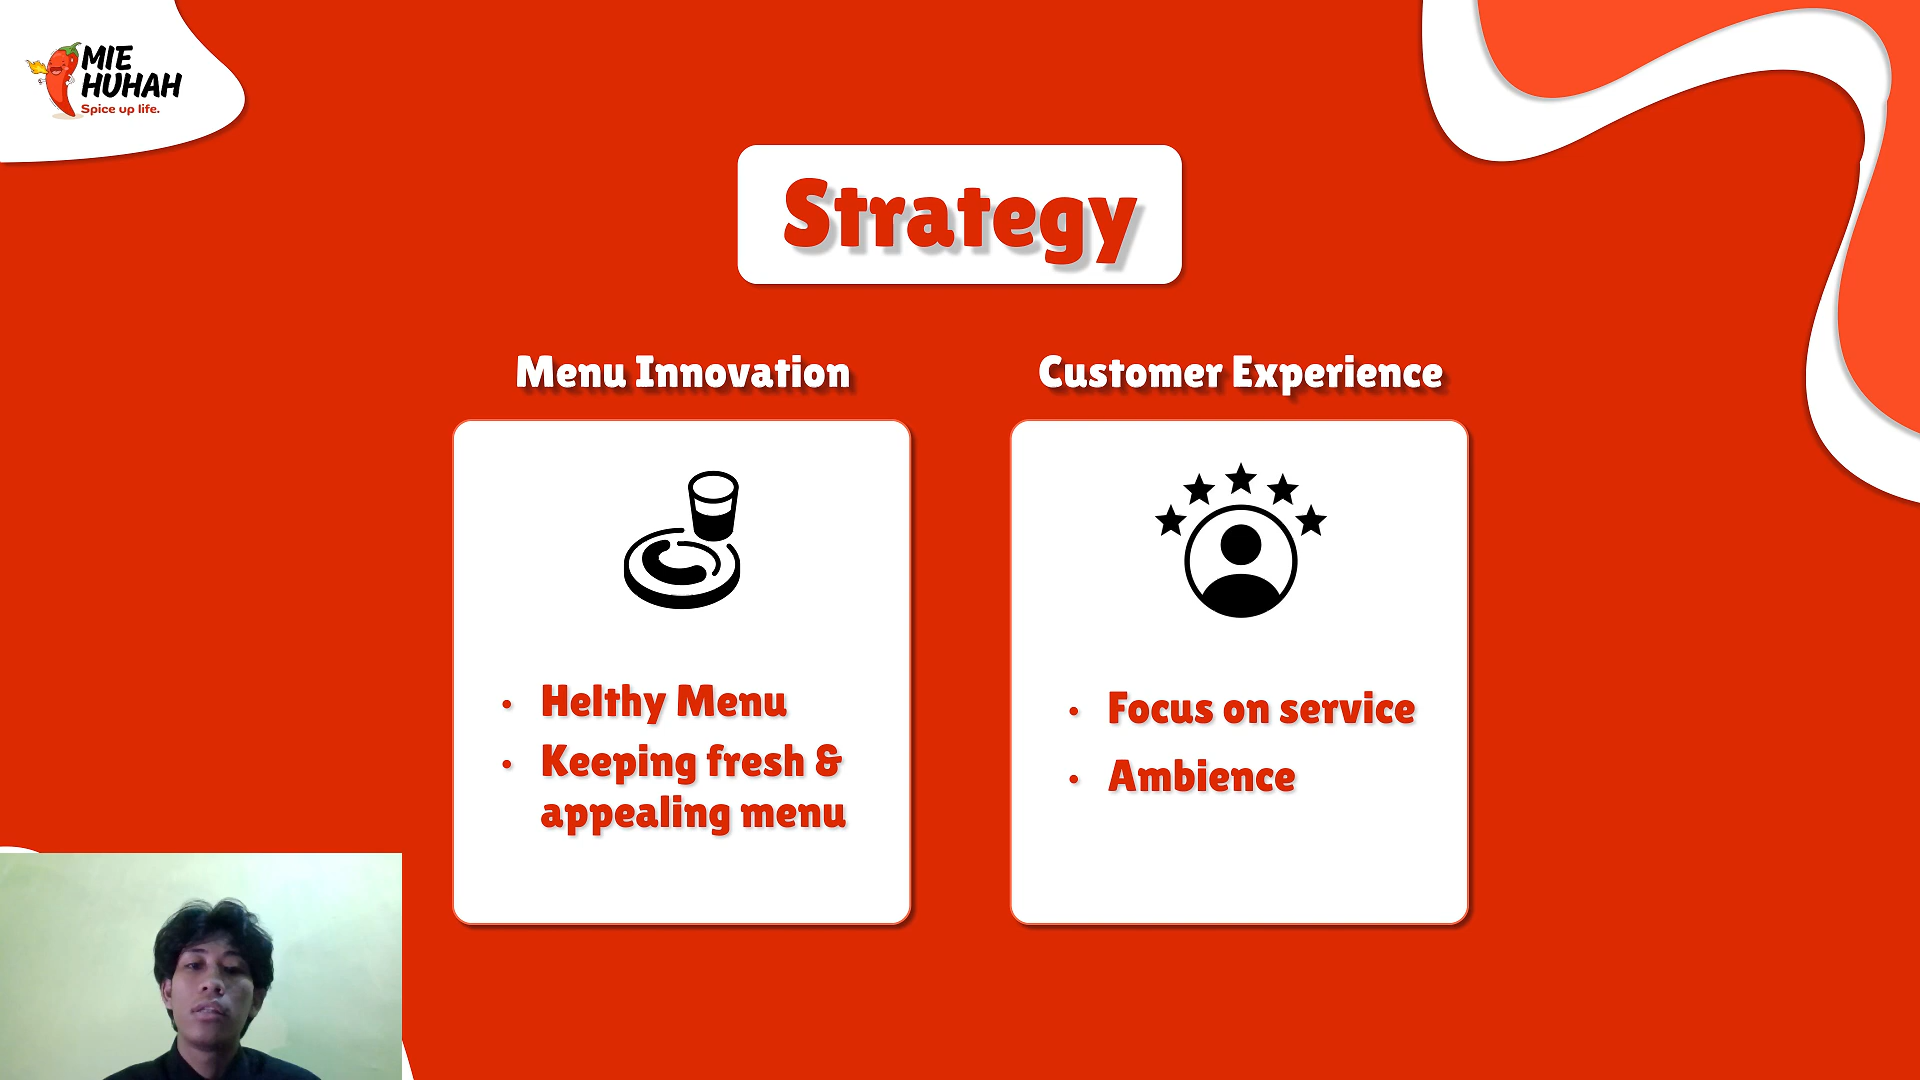 MIE
HUHAH
Spice up life.
Strategy
Menu Innovation
Customer Experience
• Helthy Menu
• Keeping fresh &
appealing menu
• Focus on service
• Ambience